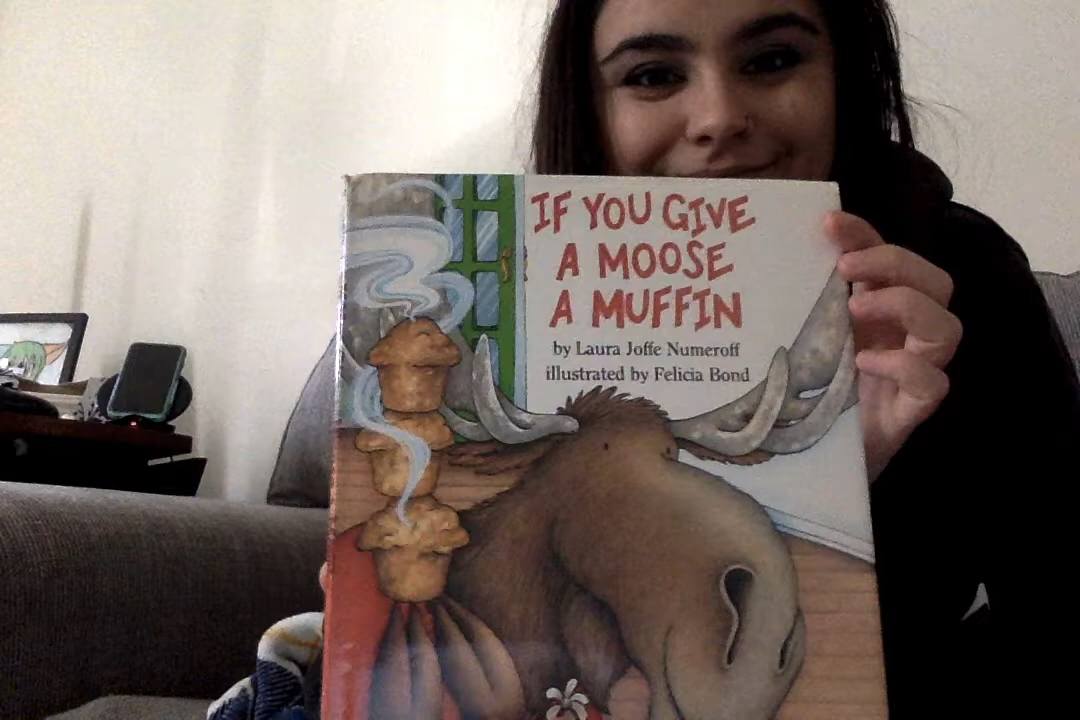 IF YOU GIVE
A MOOSE
A MUFFIN
by Laura Joffe Numeroff
illustrated by Felicia Bond